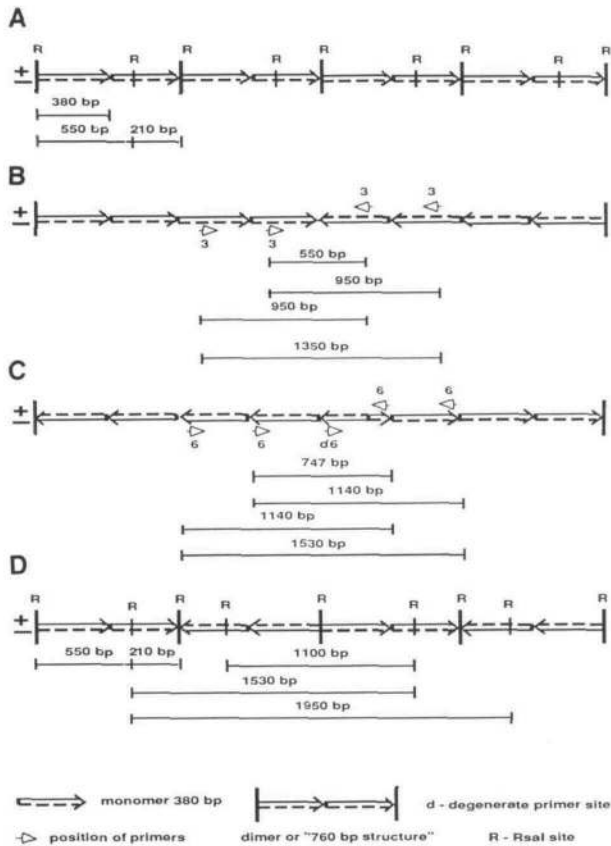 A
R R R R R R R R R
+
−
380 bp
550 bp 210 bp
B
3 3
+
−
3 3
550 bp
950 bp
950 bp
1350 bp
C
6 6
+
−
6 6 d6
747 bp
1140 bp
1140 bp
1530 bp
D
R R R R R R R R R
+
−
550 bp 210 bp 1100 bp
1530 bp
1950 bp
monomer 380 bp d - degenerate primer site
position of primers dimer or "760 bp structure" R - RsaI site